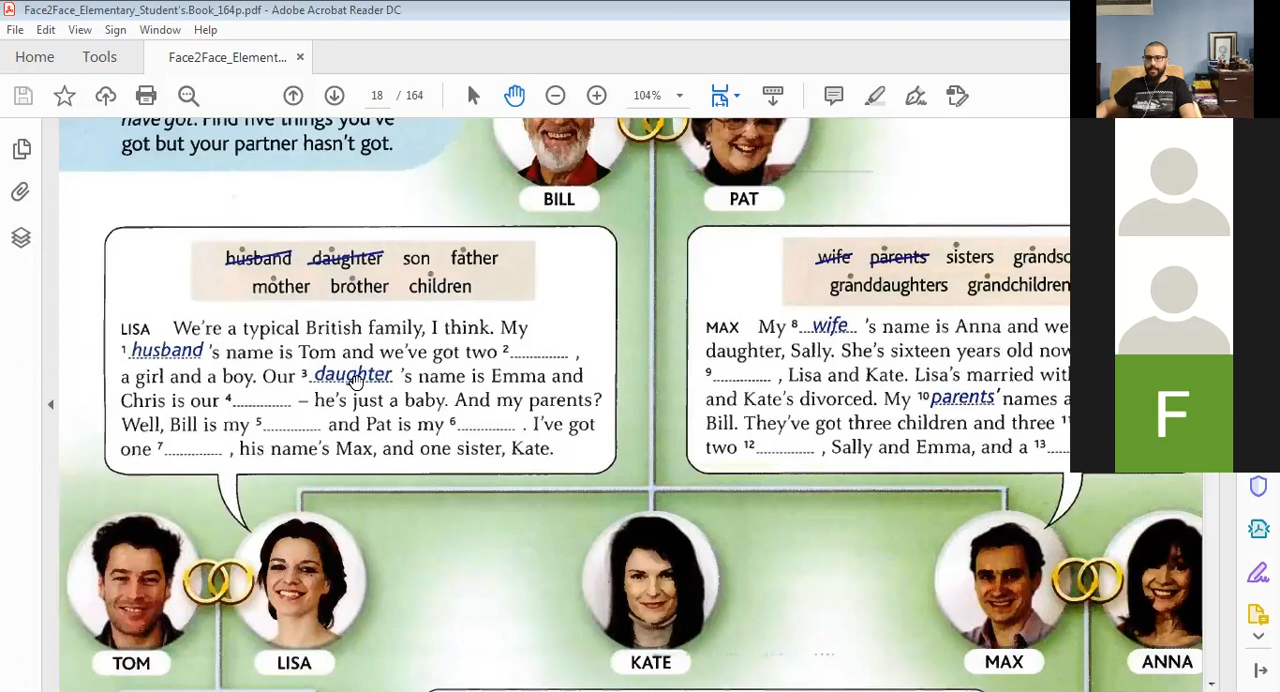 Face2Face_Elementary_Student's.Book_164p.pdf - Adobe Acrobat Reader DC
File Edit View Sign Window Help
Home Tools Face2Face_Element... ×
18 / 164 104%
have got. Find five things you've
got but your partner hasn't got.
BILL PAT
husband daughter son father
mother brother children
LISA We're a typical British family, I think. My
1 husband 's name is Tom and we've got two 2 ,
a girl and a boy. Our 3 daughter 's name is Emma and
Chris is our 4 – he's just a baby. And my parents?
Well, Bill is my 5 and Pat is my 6 . I've got
one 7 , his name's Max, and one sister, Kate.
wife parents sisters grandso
granddaughters grandchildren
MAX My 8 wife 's name is Anna and we
daughter, Sally. She's sixteen years old now
9 , Lisa and Kate. Lisa's married with
and Kate's divorced. My 10 parents' names a
Bill. They've got three children and three 11
two 12 , Sally and Emma, and a 13
F
TOM LISA KATE MAX ANNA